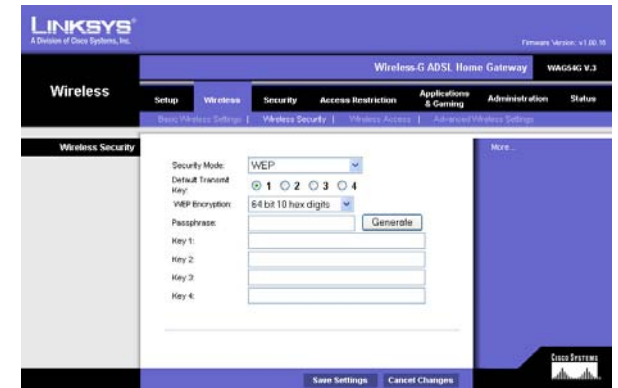 LINKSYS®
A Division of Cisco Systems, Inc.
Firmware Version: v1.00.16
Wireless-G ADSL Home Gateway WAG54G V.3
Wireless
Setup Wireless Security Access Restriction Applications & Gaming Administration Status
Basic Wireless Settings | Wireless Security | Wireless Access | Advanced Wireless Settings
Wireless Security
More...
Security Mode: WEP
Default Transmit Key: 1 2 3 4
WEP Encryption: 64 bit 10 hex digits
Passphrase: Generate
Key 1:
Key 2:
Key 3:
Key 4:
CISCO SYSTEMS
Save Settings Cancel Changes